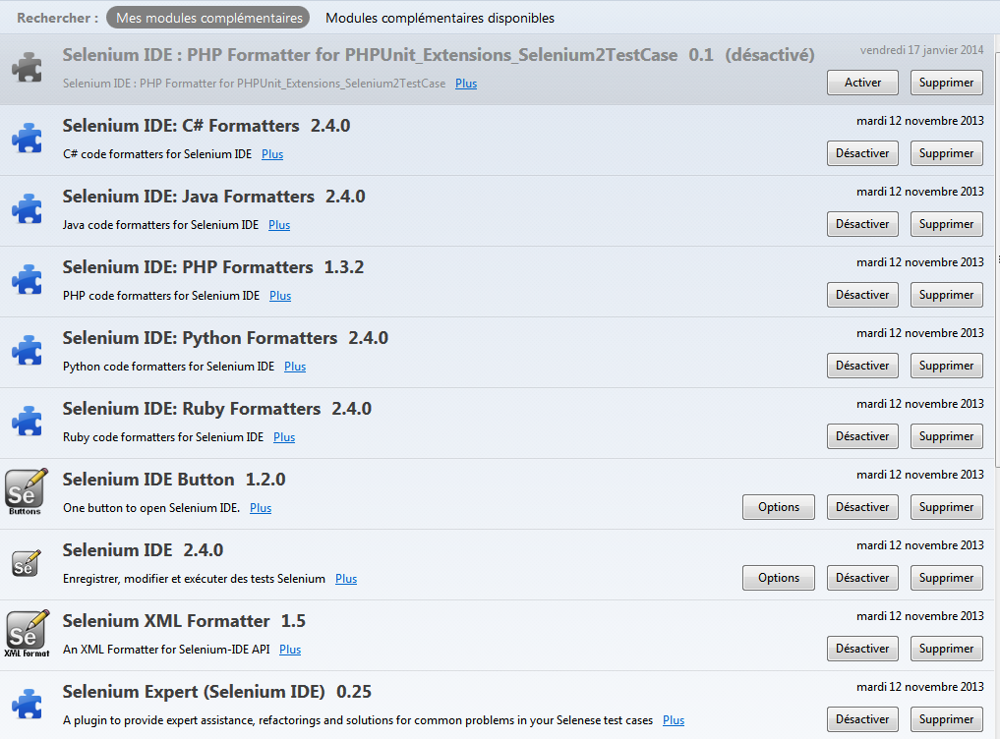 Rechercher : Mes modules complémentaires Modules complémentaires disponibles
Selenium IDE : PHP Formatter for PHPUnit_Extensions_Selenium2TestCase 0.1 (désactivé) vendredi 17 janvier 2014
Selenium IDE : PHP Formatter for PHPUnit_Extensions_Selenium2TestCase Plus Activer Supprimer
Selenium IDE: C# Formatters 2.4.0 mardi 12 novembre 2013
C# code formatters for Selenium IDE Plus Désactiver Supprimer
Selenium IDE: Java Formatters 2.4.0 mardi 12 novembre 2013
Java code formatters for Selenium IDE Plus Désactiver Supprimer
Selenium IDE: PHP Formatters 1.3.2 mardi 12 novembre 2013
PHP code formatters for Selenium IDE Plus Désactiver Supprimer
Selenium IDE: Python Formatters 2.4.0 mardi 12 novembre 2013
Python code formatters for Selenium IDE Plus Désactiver Supprimer
Selenium IDE: Ruby Formatters 2.4.0 mardi 12 novembre 2013
Ruby code formatters for Selenium IDE Plus Désactiver Supprimer
Se
Buttons
Selenium IDE Button 1.2.0 mardi 12 novembre 2013
One button to open Selenium IDE. Plus Options Désactiver Supprimer
Se
Selenium IDE 2.4.0 mardi 12 novembre 2013
Enregistrer, modifier et exécuter des tests Selenium Plus Options Désactiver Supprimer
Se
XML Format
Selenium XML Formatter 1.5 mardi 12 novembre 2013
An XML Formatter for Selenium-IDE API Plus Désactiver Supprimer
Selenium Expert (Selenium IDE) 0.25 mardi 12 novembre 2013
A plugin to provide expert assistance, refactorings and solutions for common problems in your Selenese test cases Plus Désactiver Supprimer